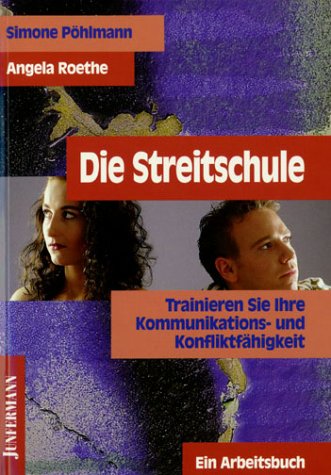 Simone Pöhlmann
Angela Roethe
Die Streitschule
Trainieren Sie Ihre
Kommunikations- und
Konfliktfähigkeit
JUNFERMANN
Ein Arbeitsbuch